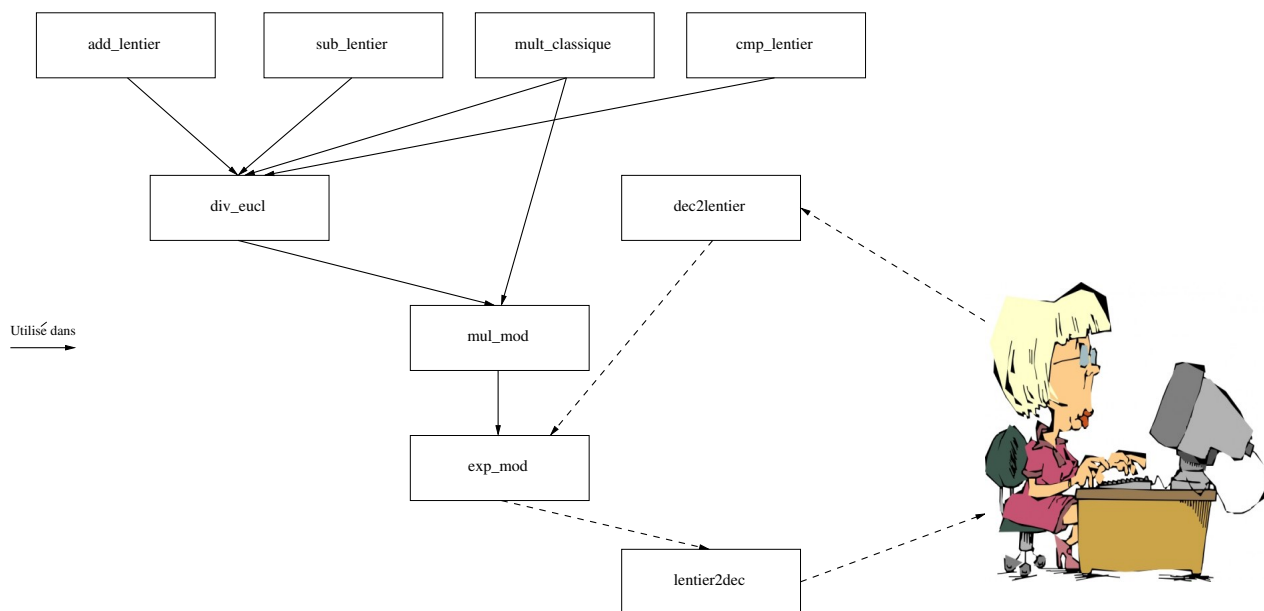 add_lentier
sub_lentier
mult_classique
cmp_lentier
div_eucl
dec2lentier
mul_mod
Utilisé dans
exp_mod
lentier2dec